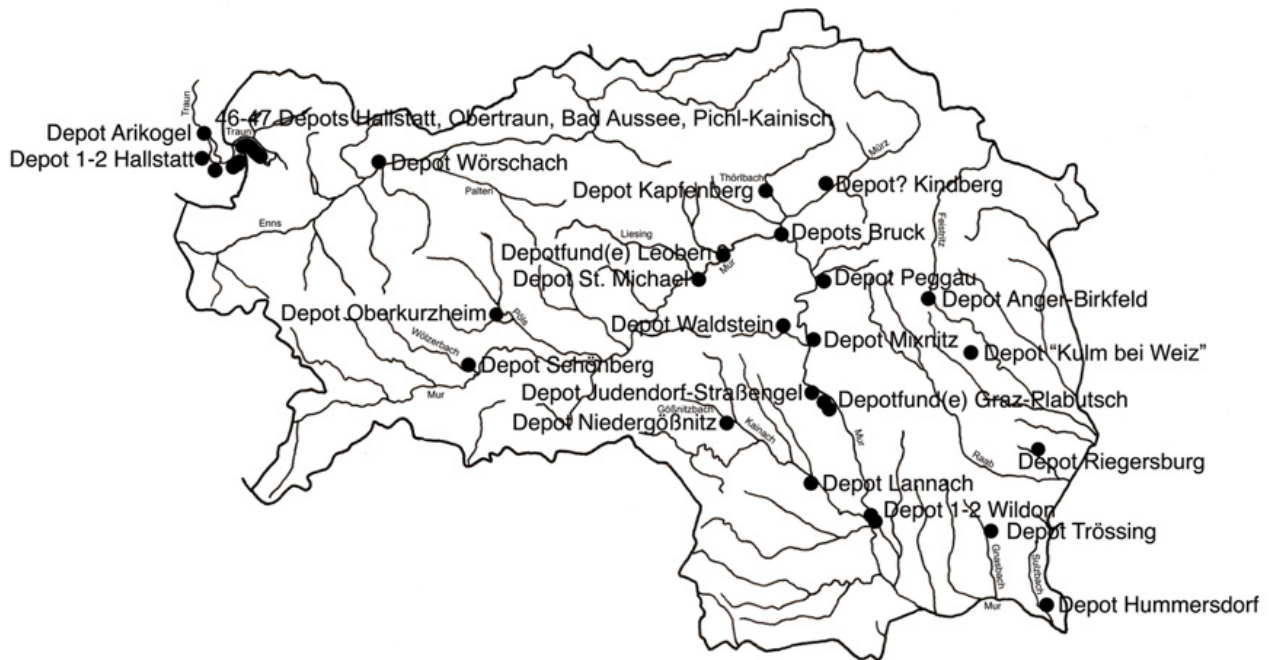 Traun
46-47 Depots Hallstatt, Obertraun, Bad Aussee, Pichl-Kainisch
Depot Arikogel
Traun
Depot 1-2 Hallstatt
Depot Wörschach
Mürz
Palten
Thörlbach
Depot Kapfenberg
Depot? Kindberg
Enns
Liesing
Feistritz
Depots Bruck
Depotfund(e) Leoben ?
Mur
Depot St. Michael
Depot Peggau
Depot Anger-Birkfeld
Depot Oberkurzheim
Pöls
Depot Waldstein
Depot Mixnitz
Depot "Kulm bei Weiz"
Wölzerbach
Depot Schönberg
Mur
Depot Judendorf-Straßengel
Depotfund(e) Graz-Plabutsch
Gößnitzbach
Depot Niedergößnitz
Kainach
Mur
Raab
Depot Riegersburg
Depot Lannach
Depot 1-2 Wildon
Depot Trössing
Gnasbach
Sulzbach
Mur
Depot Hummersdorf